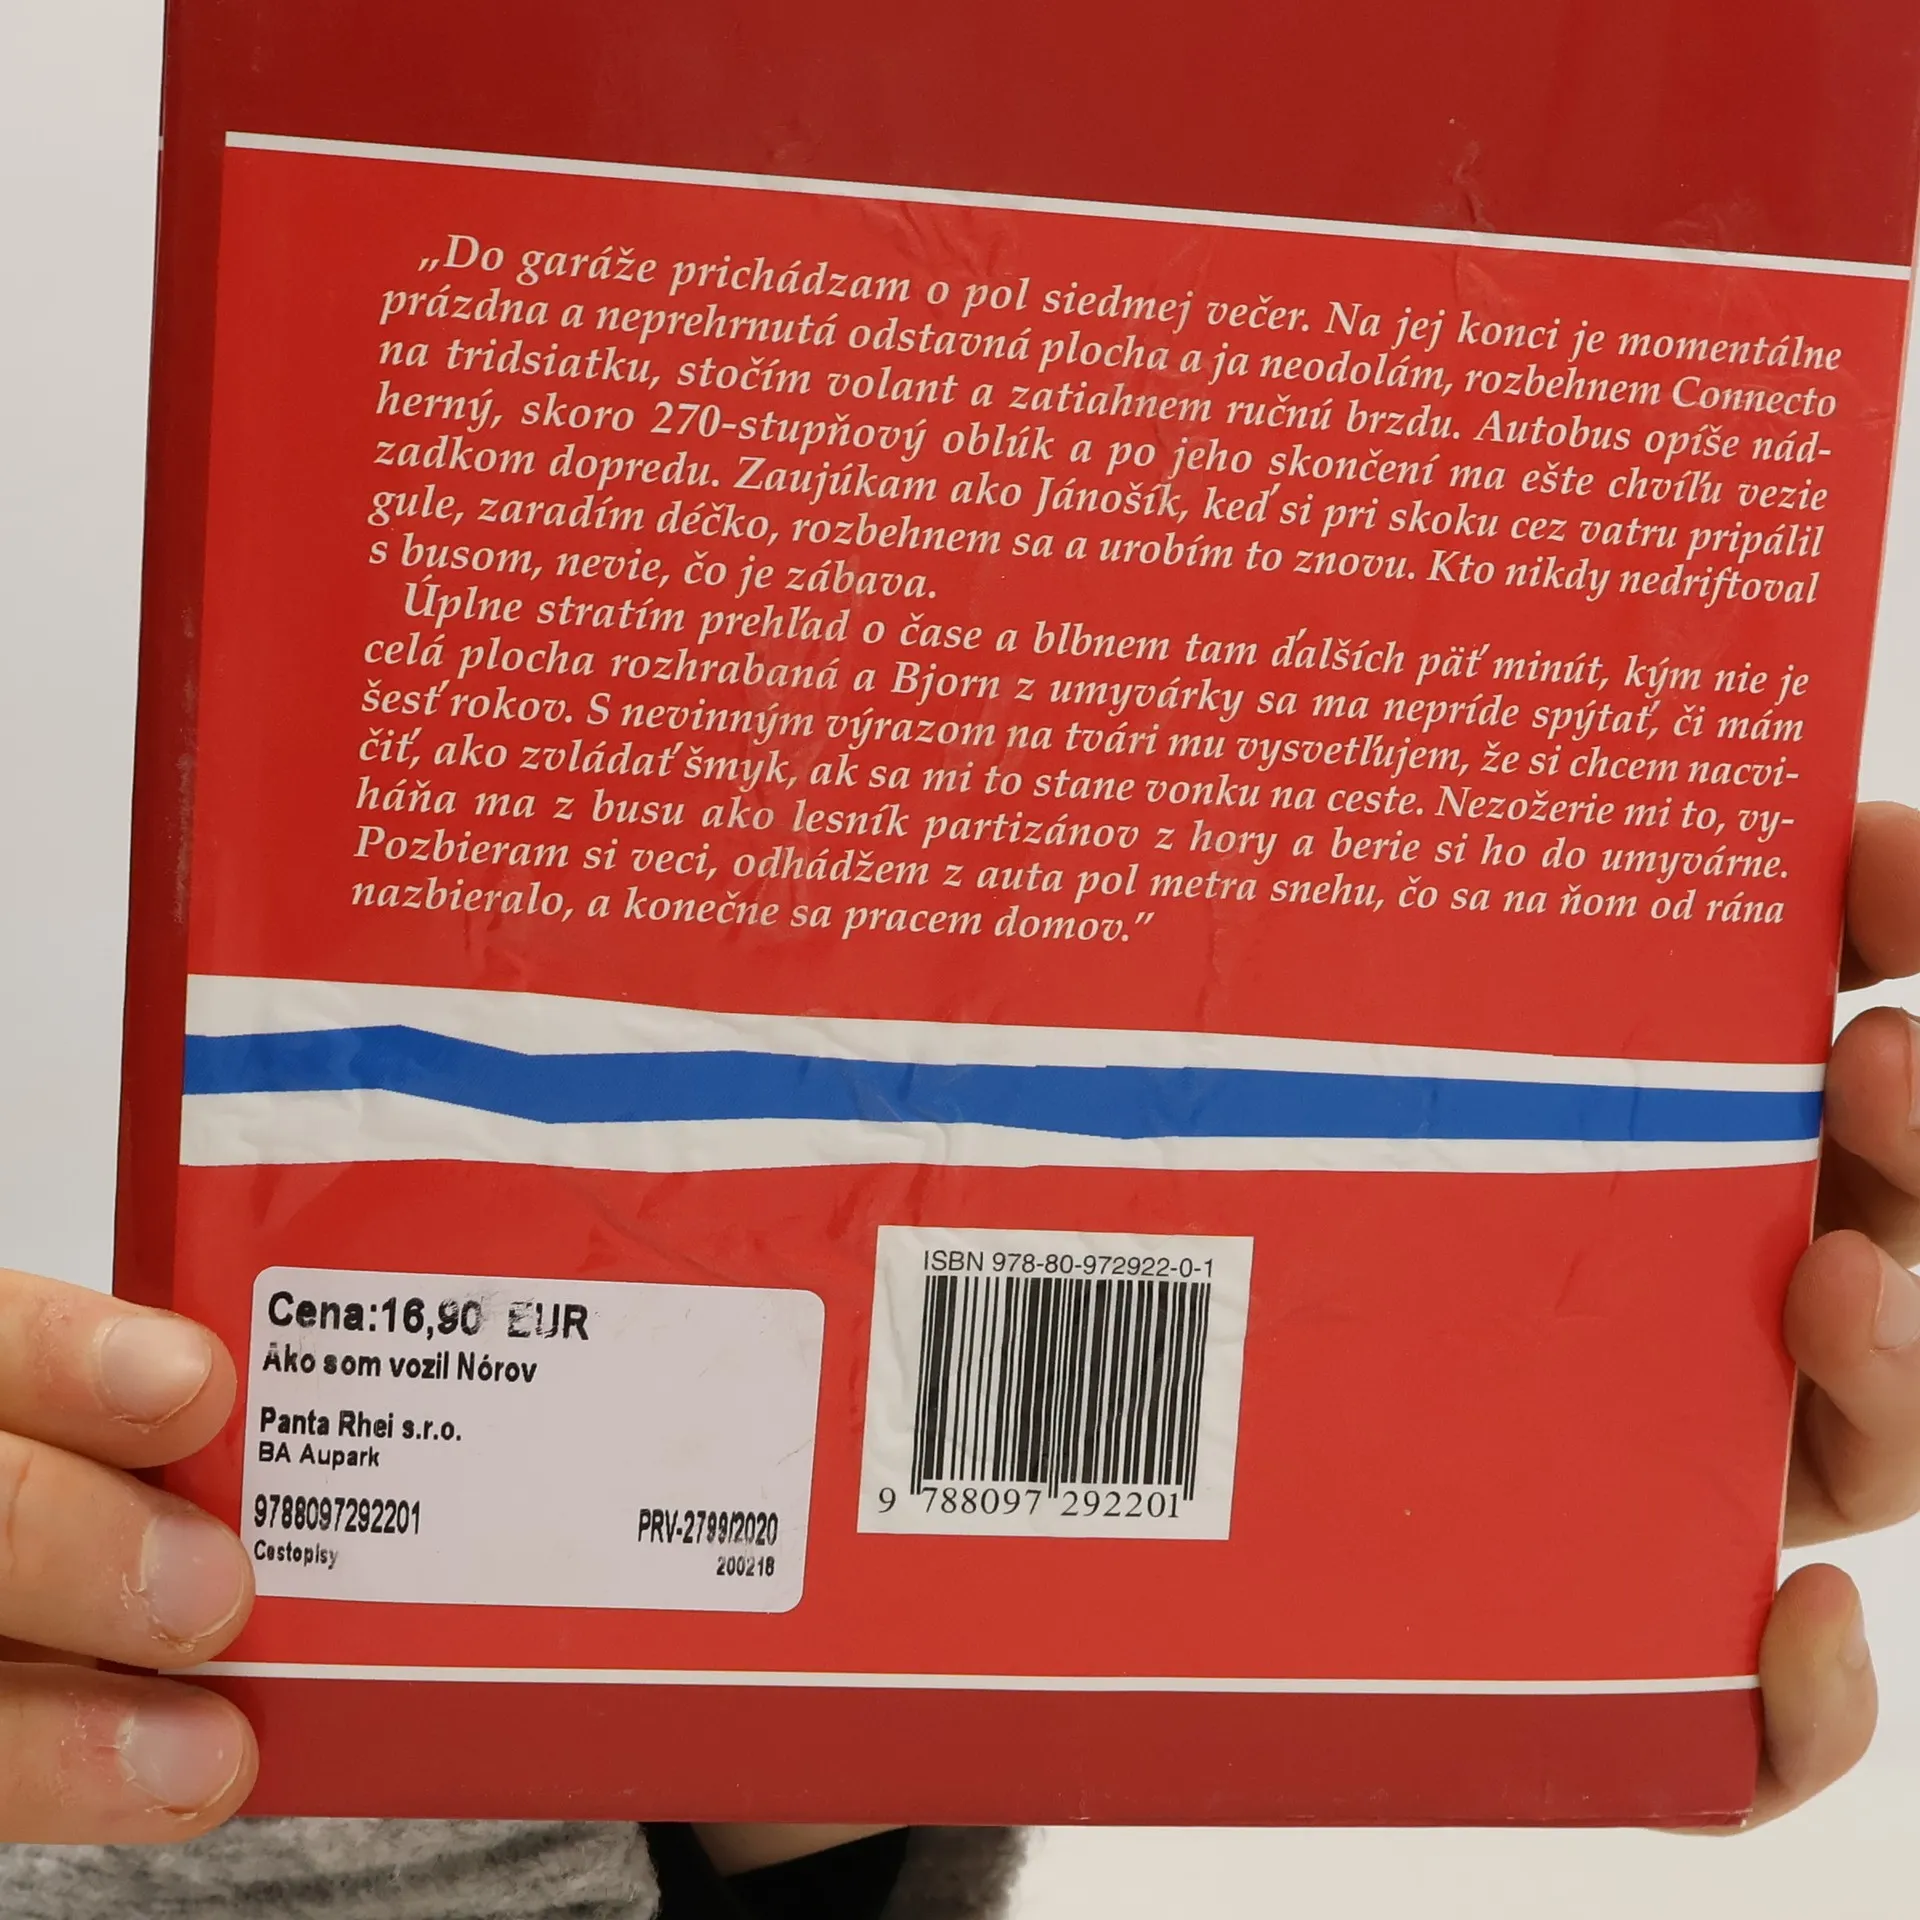 „Do garáže prichádzam o pol siedmej večer. Na jej konci je momentálne
prázdna a neprehrnutá odstavná plocha a ja neodolám, rozbehnem Connecto
na tridsiatku, stočím volant a zatiahnem ručnú brzdu. Autobus opíše nád-
herný, skoro 270-stupňový oblúk a po jeho skončení ma ešte chvíľu vezie
zadkom dopredu. Zaujúkam ako Jánošík, keď si pri skoku cez vatru pripálil
gule, zaradím déčko, rozbehnem sa a urobím to znovu. Kto nikdy nedriftoval
s busom, nevie, čo je zábava.
Úplne stratím prehľad o čase a blbnem tam ďalších päť minút, kým nie je
celá plocha rozhrabaná a Bjorn z umyvárky sa ma nepríde spýtať, či mám
šesť rokov. S nevinným výrazom na tvári mu vysvetľujem, že si chcem nacvi-
čiť, ako zvládať šmyk, ak sa mi to stane vonku na ceste. Nezožerie mi to, vy-
háňa ma z busu ako lesník partizánov z hory a berie si ho do umyvárne.
Pozbieram si veci, odhádžem z auta pol metra snehu, čo sa na ňom od rána
nazbieralo, a konečne sa pracem domov.”
ISBN 978-80-972922-0-1
9 788097 292201
Cena:16,90 EUR
Ako som vozil Nórov
Panta Rhei s.r.o.
BA Aupark
9788097292201
PRV-2799/2020
Cestopisy
200218